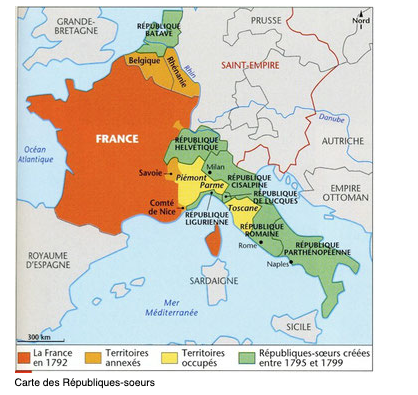 GRANDE-
BRETAGNE
RÉPUBLIQUE
BATAVE
PRUSSE
Nord
Belgique
Rhénanie
Rhin
SAINT-EMPIRE
FRANCE
Danube
Océan
Atlantique
RÉPUBLIQUE
HELVÉTIQUE
AUTRICHE
Milan
Savoie
Piémont
Parme
RÉPUBLIQUE
CISALPINE
RÉPUBLIQUE
DE LUCQUES
EMPIRE
OTTOMAN
Comté
de Nice
RÉPUBLIQUE
LIGURIENNE
Toscane
RÉPUBLIQUE
ROMAINE
Rome
RÉPUBLIQUE
PARTHÉNOPÉENNE
Naples
ROYAUME
D'ESPAGNE
SARDAIGNE
Mer
Méditerranée
SICILE
300 km
La France
en 1792
Territoires
annexés
Territoires
occupés
Républiques-sœurs créées
entre 1795 et 1799
Carte des Républiques-soeurs